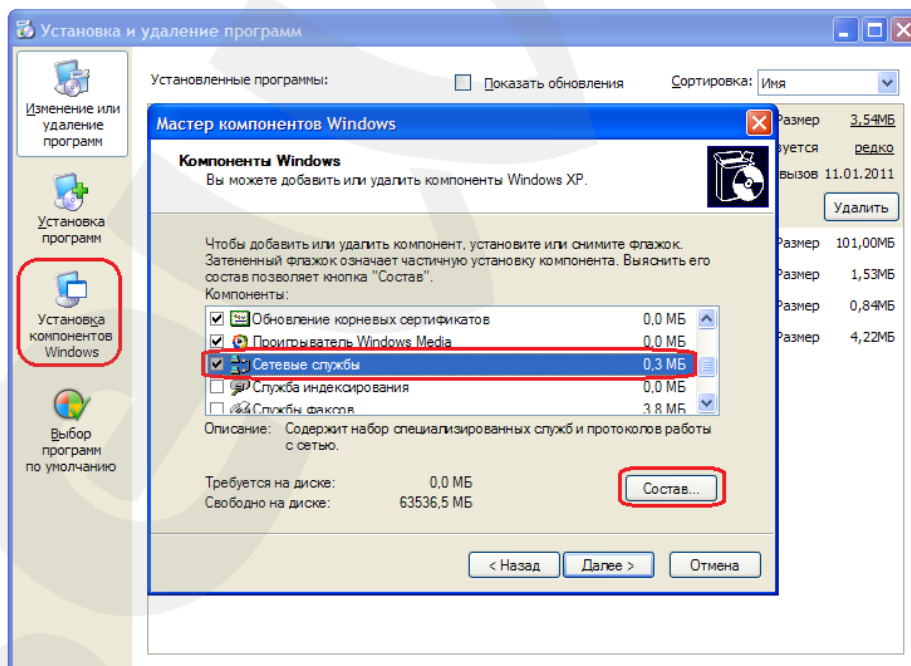 Установка и удаление программ
Изменение или
удаление
программ
Установка
программ
Установка
компонентов
Windows
Выбор
программ
по умолчанию
Установленные программы:
Показать обновления
Сортировка: Имя
Размер 3,54МБ
зуется редко
вызов 11.01.2011
Удалить
Размер 101,00МБ
Размер 1,53МБ
Размер 0,84МБ
Размер 4,22МБ
Мастер компонентов Windows
Компоненты Windows
Вы можете добавить или удалить компоненты Windows XP.
Чтобы добавить или удалить компонент, установите или снимите флажок.
Затененный флажок означает частичную установку компонента. Выяснить его
состав позволяет кнопка "Состав".
Компоненты:
Обновление корневых сертификатов 0,0 МБ
Проигрыватель Windows Media 0,0 МБ
Сетевые службы 0,3 МБ
Служба индексирования 0,0 МБ
Службы факсов 3,8 МБ
Описание: Содержит набор специализированных служб и протоколов работы
с сетью.
Требуется на диске: 0,0 МБ
Свободно на диске: 63536,5 МБ
Состав...
< Назад
Далее >
Отмена